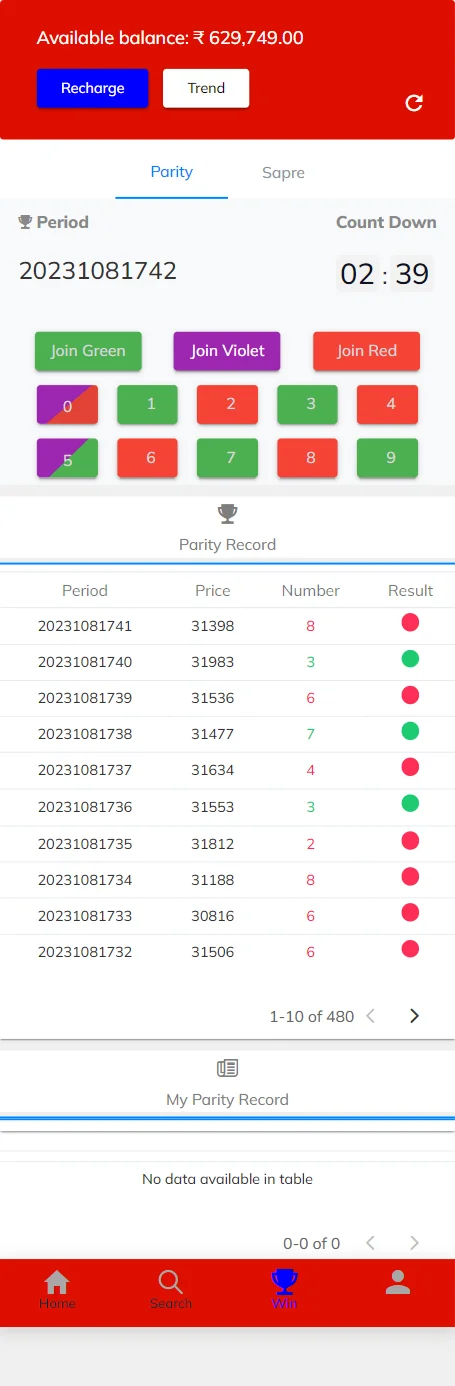 Available balance: ₹ 629,749.00
Recharge Trend
Parity Sapre
Period Count Down
20231081742 02 : 39
Join Green Join Violet Join Red
0 1 2 3 4
5 6 7 8 9
Parity Record
Period Price Number Result
20231081741 31398 8
20231081740 31983 3
20231081739 31536 6
20231081738 31477 7
20231081737 31634 4
20231081736 31553 3
20231081735 31812 2
20231081734 31188 8
20231081733 30816 6
20231081732 31506 6
1-10 of 480
My Parity Record
No data available in table
0-0 of 0
Home Search Win